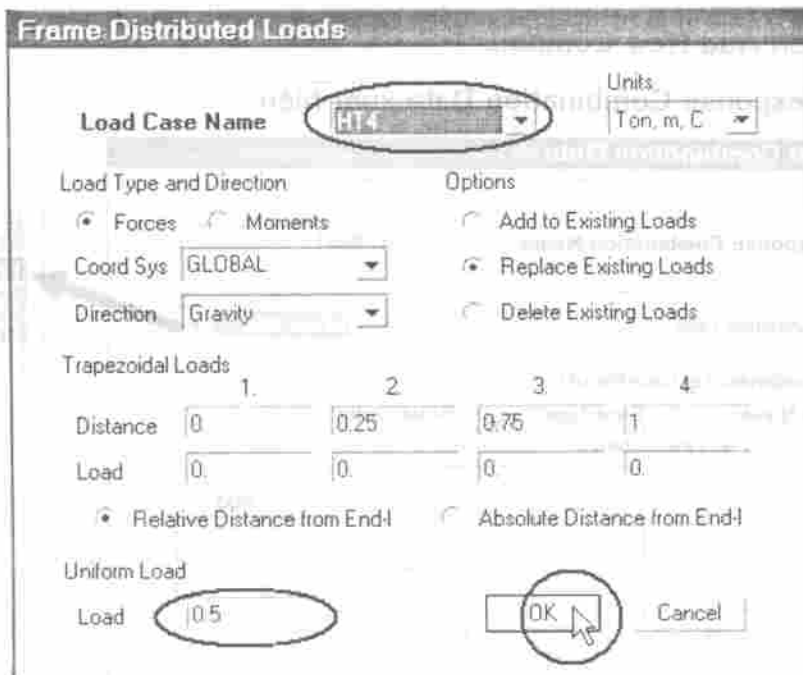 Frame Distributed Loads
Units
Load Case Name HT4 Ton, m, C
Load Type and Direction Options
Forces Moments Add to Existing Loads
Coord Sys GLOBAL Replace Existing Loads
Direction Gravity Delete Existing Loads
Trapezoidal Loads
1. 2. 3. 4.
Distance 0. 0.25 0.75 1.
Load 0. 0. 0. 0.
Relative Distance from End-I Absolute Distance from End-I
Uniform Load
Load 0.5 OK Cancel